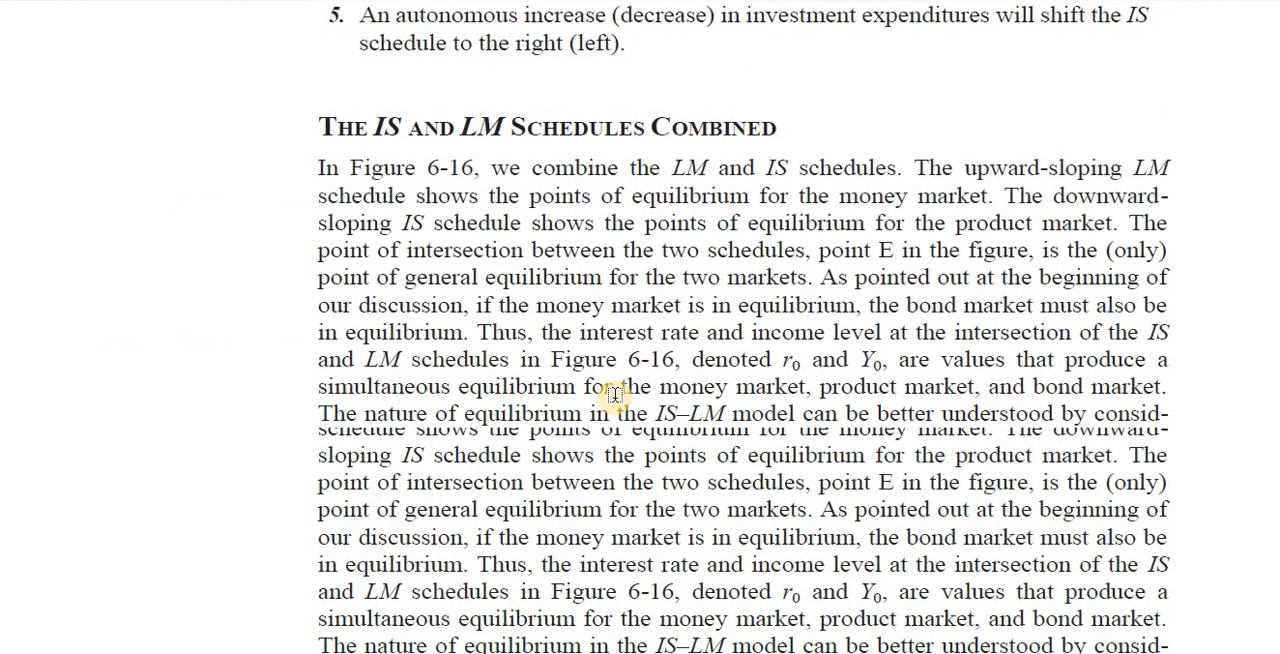 5. An autonomous increase (decrease) in investment expenditures will shift the IS
schedule to the right (left).
THE IS AND LM SCHEDULES COMBINED
In Figure 6-16, we combine the LM and IS schedules. The upward-sloping LM
schedule shows the points of equilibrium for the money market. The downward-
sloping IS schedule shows the points of equilibrium for the product market. The
point of intersection between the two schedules, point E in the figure, is the (only)
point of general equilibrium for the two markets. As pointed out at the beginning of
our discussion, if the money market is in equilibrium, the bond market must also be
in equilibrium. Thus, the interest rate and income level at the intersection of the IS
and LM schedules in Figure 6-16, denoted r₀ and Y₀, are values that produce a
simultaneous equilibrium for the money market, product market, and bond market.
The nature of equilibrium in the IS–LM model can be better understood by consid-
schedule shows the points of equilibrium for the money market. The downward-
sloping IS schedule shows the points of equilibrium for the product market. The
point of intersection between the two schedules, point E in the figure, is the (only)
point of general equilibrium for the two markets. As pointed out at the beginning of
our discussion, if the money market is in equilibrium, the bond market must also be
in equilibrium. Thus, the interest rate and income level at the intersection of the IS
and LM schedules in Figure 6-16, denoted r₀ and Y₀, are values that produce a
simultaneous equilibrium for the money market, product market, and bond market.
The nature of equilibrium in the IS–LM model can be better understood by consid-